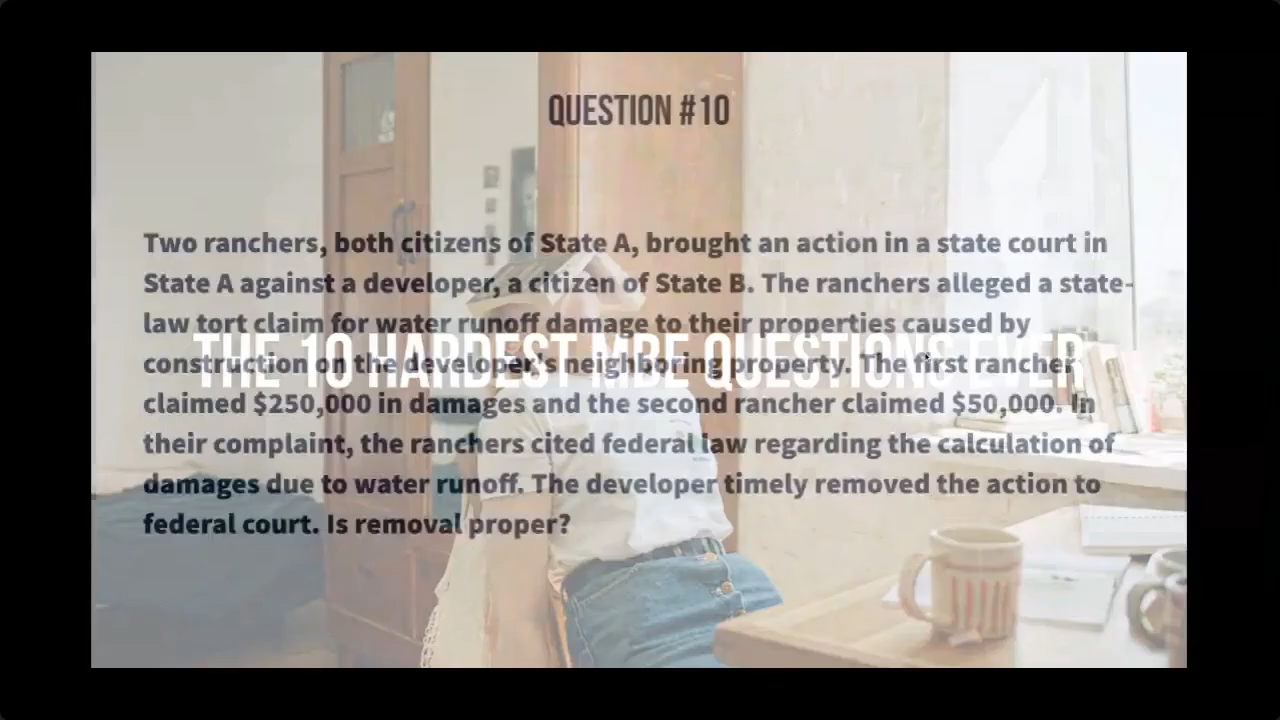 QUESTION #10
Two ranchers, both citizens of State A, brought an action in a state court in
State A against a developer, a citizen of State B. The ranchers alleged a state-
law tort claim for water runoff damage to their properties caused by
THE 10 HARDEST MBE QUESTIONS EVER
construction on the developer's neighboring property. The first rancher
claimed $250,000 in damages and the second rancher claimed $50,000. In
their complaint, the ranchers cited federal law regarding the calculation of
damages due to water runoff. The developer timely removed the action to
federal court. Is removal proper?